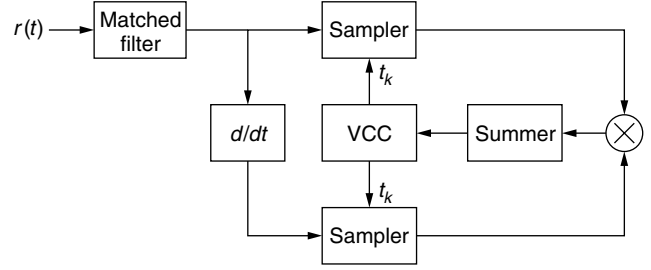 r(t)
Matched
filter
Sampler
t_k
d/dt
VCC
Summer
t_k
Sampler